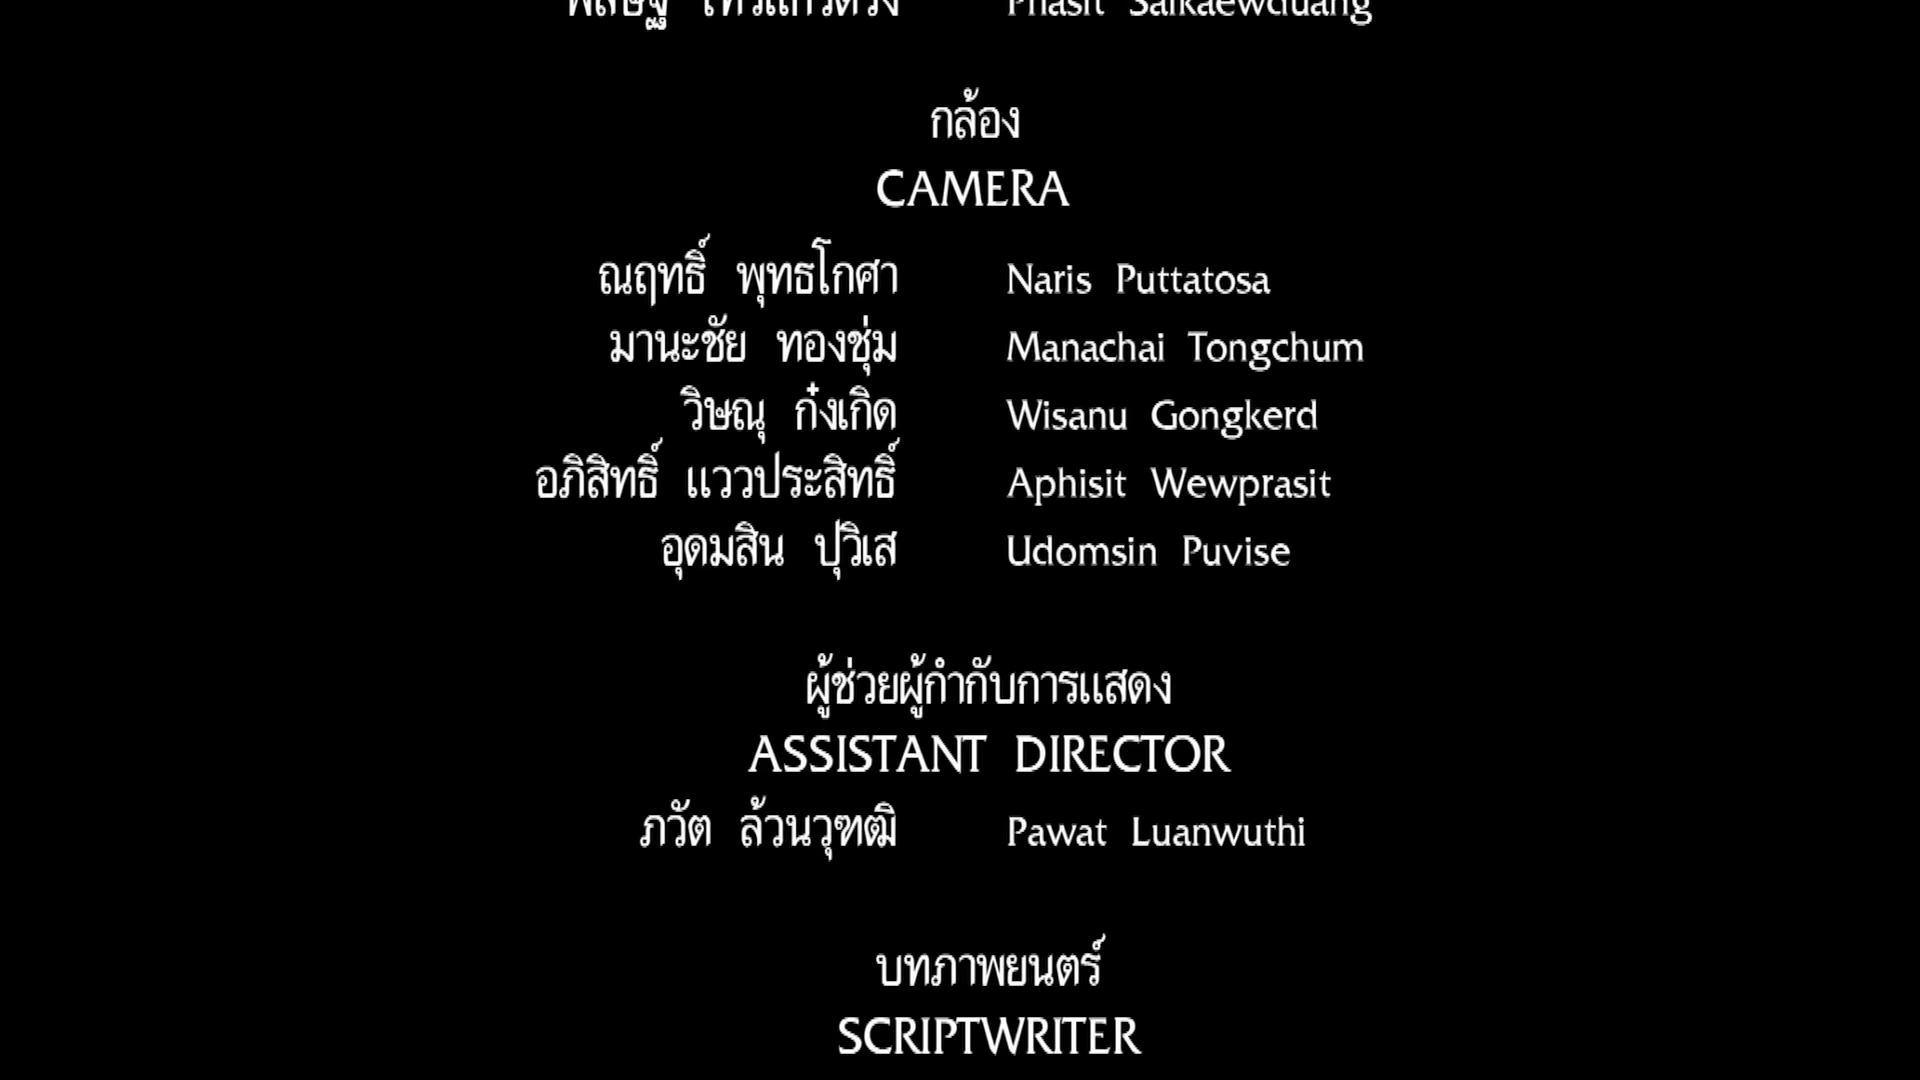 Phasit Saikaewduang
กล้อง
CAMERA
ณฤทธิ์ พุทธโกศา Naris Puttatosa
มานะชัย ทองชุ่ม Manachai Tongchum
วิษณุ ก๋งเกิด Wisanu Gongkerd
อภิสิทธิ์ แววประสิทธิ์ Aphisit Wewprasit
อุดมสิน ปุวิเส Udomsin Puvise
ผู้ช่วยผู้กำกับการแสดง
ASSISTANT DIRECTOR
ภวัต ล้วนวุฑฒิ Pawat Luanwuthi
บทภาพยนตร์
SCRIPTWRITER